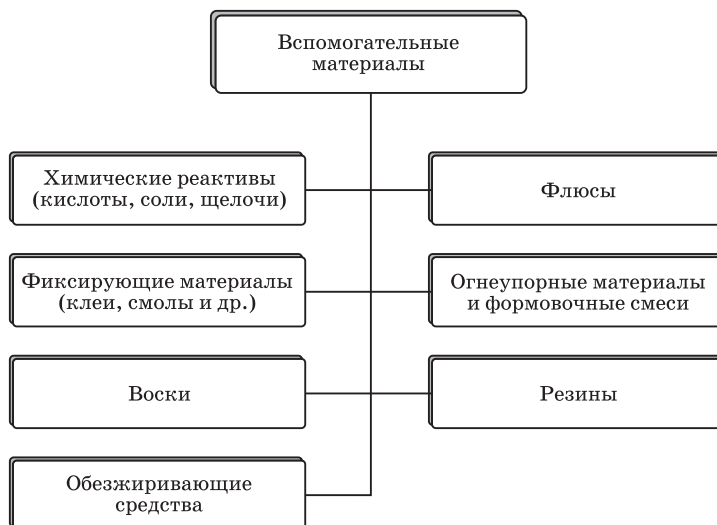 Вспомогательные
материалы
Химические реактивы
(кислоты, соли, щелочи)
Флюсы
Фиксирующие материалы
(клеи, смолы и др.)
Огнеупорные материалы
и формовочные смеси
Воски
Резины
Обезжиривающие
средства